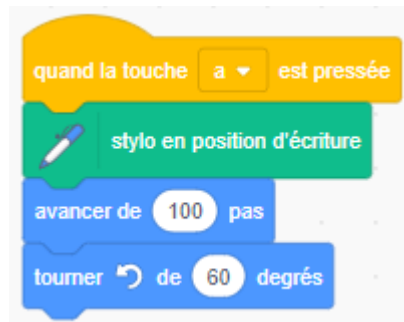 quand la touche a est pressée
stylo en position d'écriture
avancer de 100 pas
tourner de 60 degrés